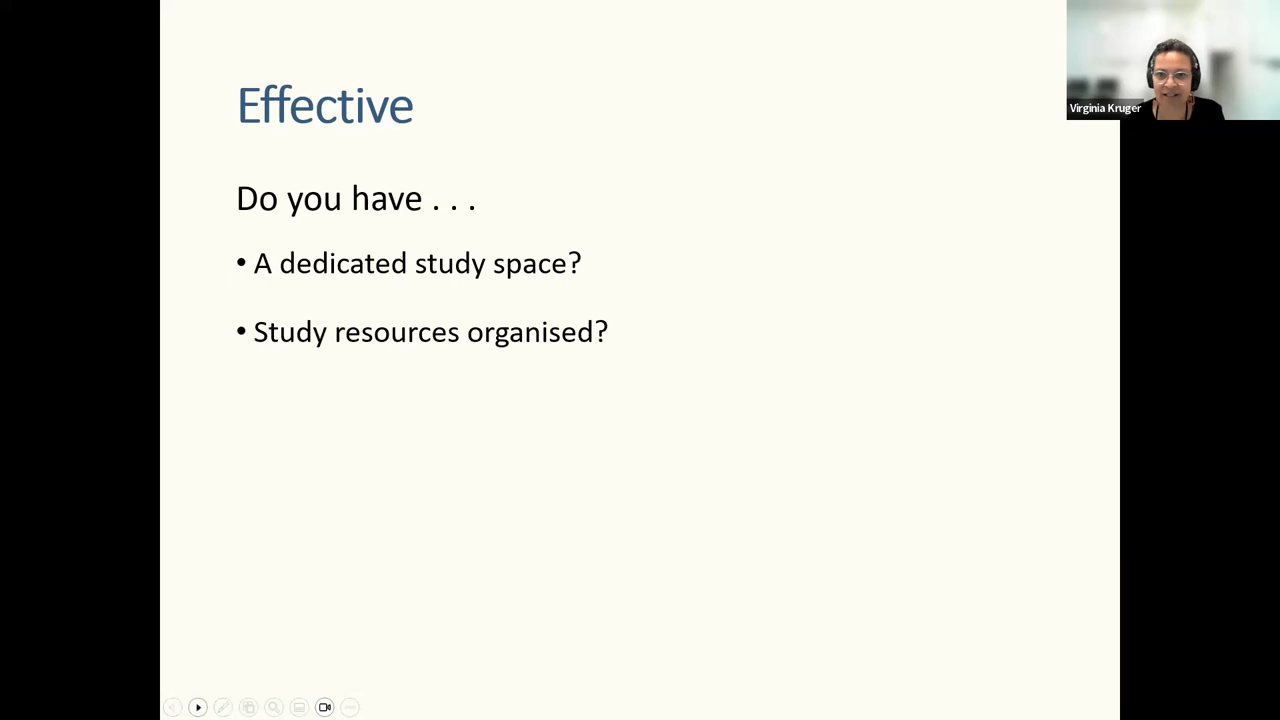 Effective
Do you have . . .
• A dedicated study space?
• Study resources organised?
Virginia Kruger